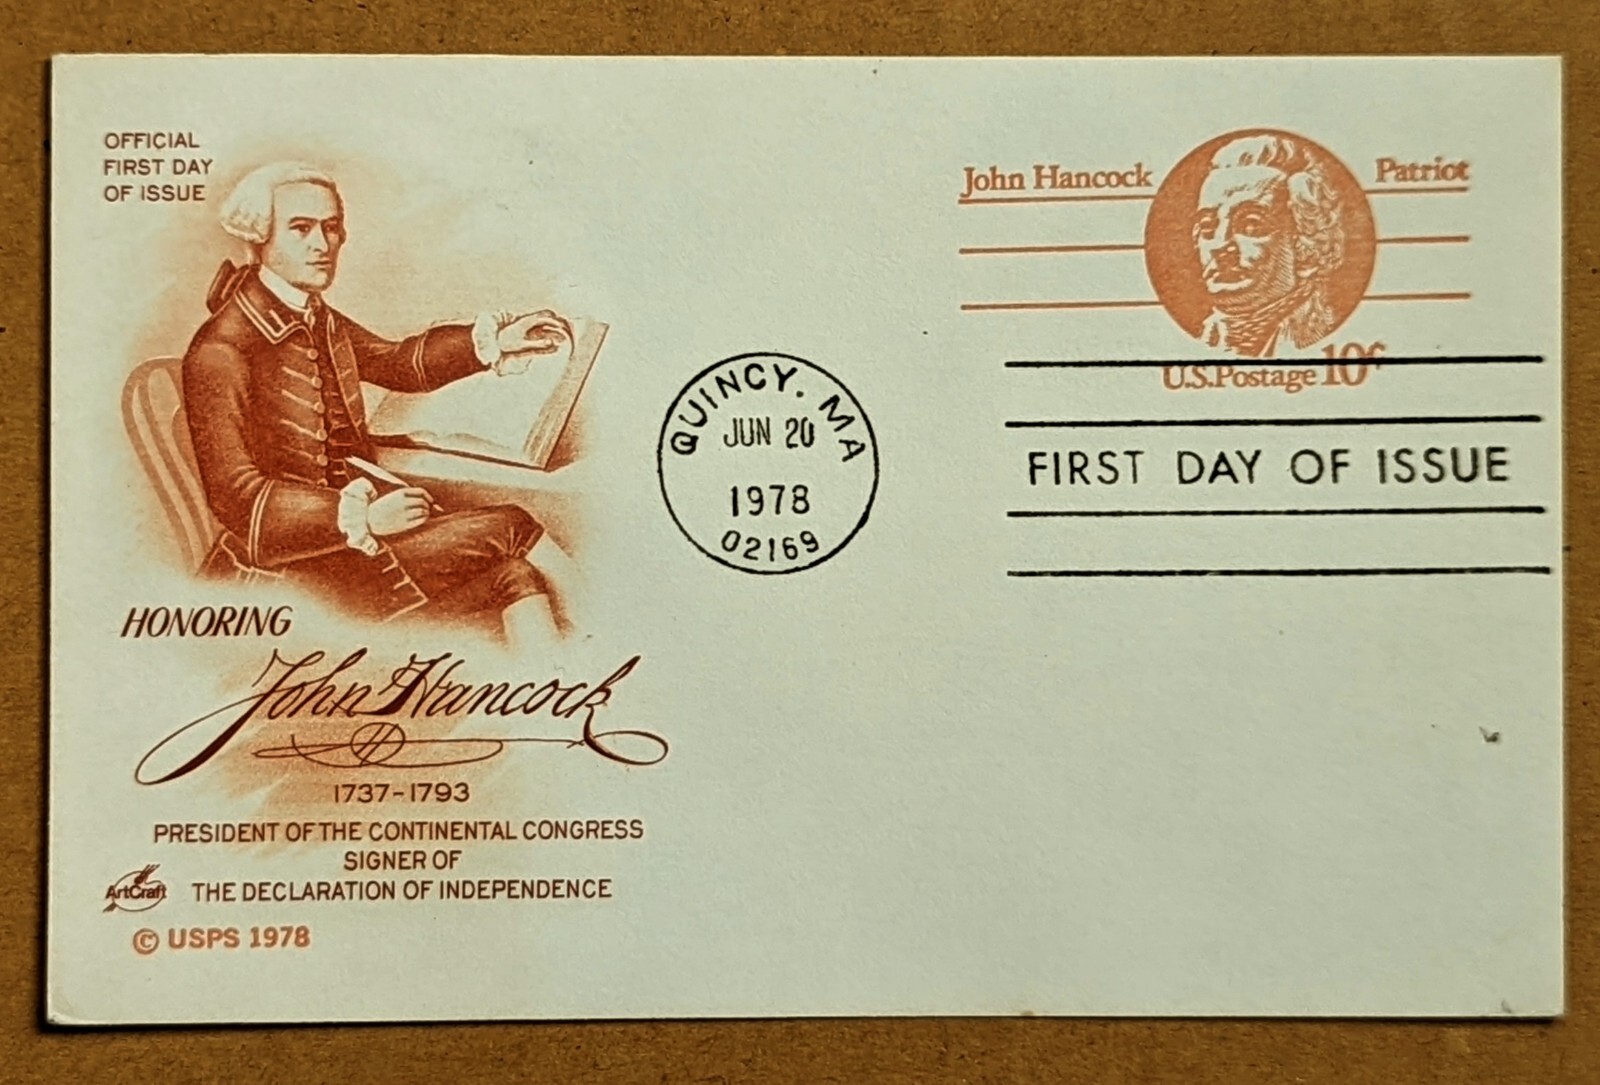 OFFICIAL
FIRST DAY
OF ISSUE
HONORING
John Hancock
1737-1793
PRESIDENT OF THE CONTINENTAL CONGRESS
SIGNER OF
THE DECLARATION OF INDEPENDENCE
ArtCraft
© USPS 1978
QUINCY, MA
JUN 20
1978
02169
John Hancock Patriot
U.S.Postage 10¢
FIRST DAY OF ISSUE